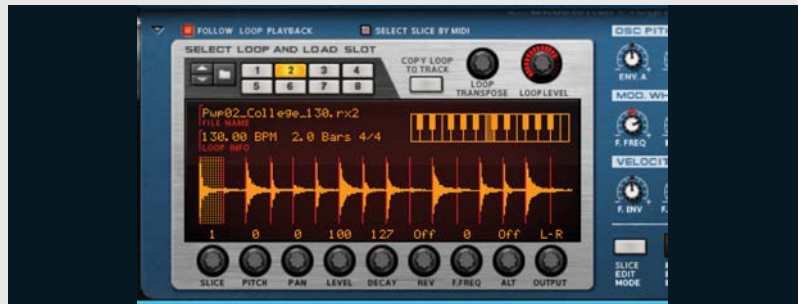 FOLLOW LOOP PLAYBACK
SELECT SLICE BY MIDI
SELECT LOOP AND LOAD SLOT
1 2 3 4
5 6 7 8
COPY LOOP
TO TRACK
LOOP
TRANSPOSE
LOOP LEVEL
Pwp02_College_130.rx2
FILE NAME
130.00 BPM 2.0 Bars 4/4
LOOP INFO
1 0 0 100 127 Off 0 Off L-R
SLICE PITCH PAN LEVEL DECAY REV F.FREQ ALT OUTPUT
OSC PIT
ENV. A
MOD. WH
F. FREQ
VELOCIT
F. ENV
SLICE
EDIT
MODE